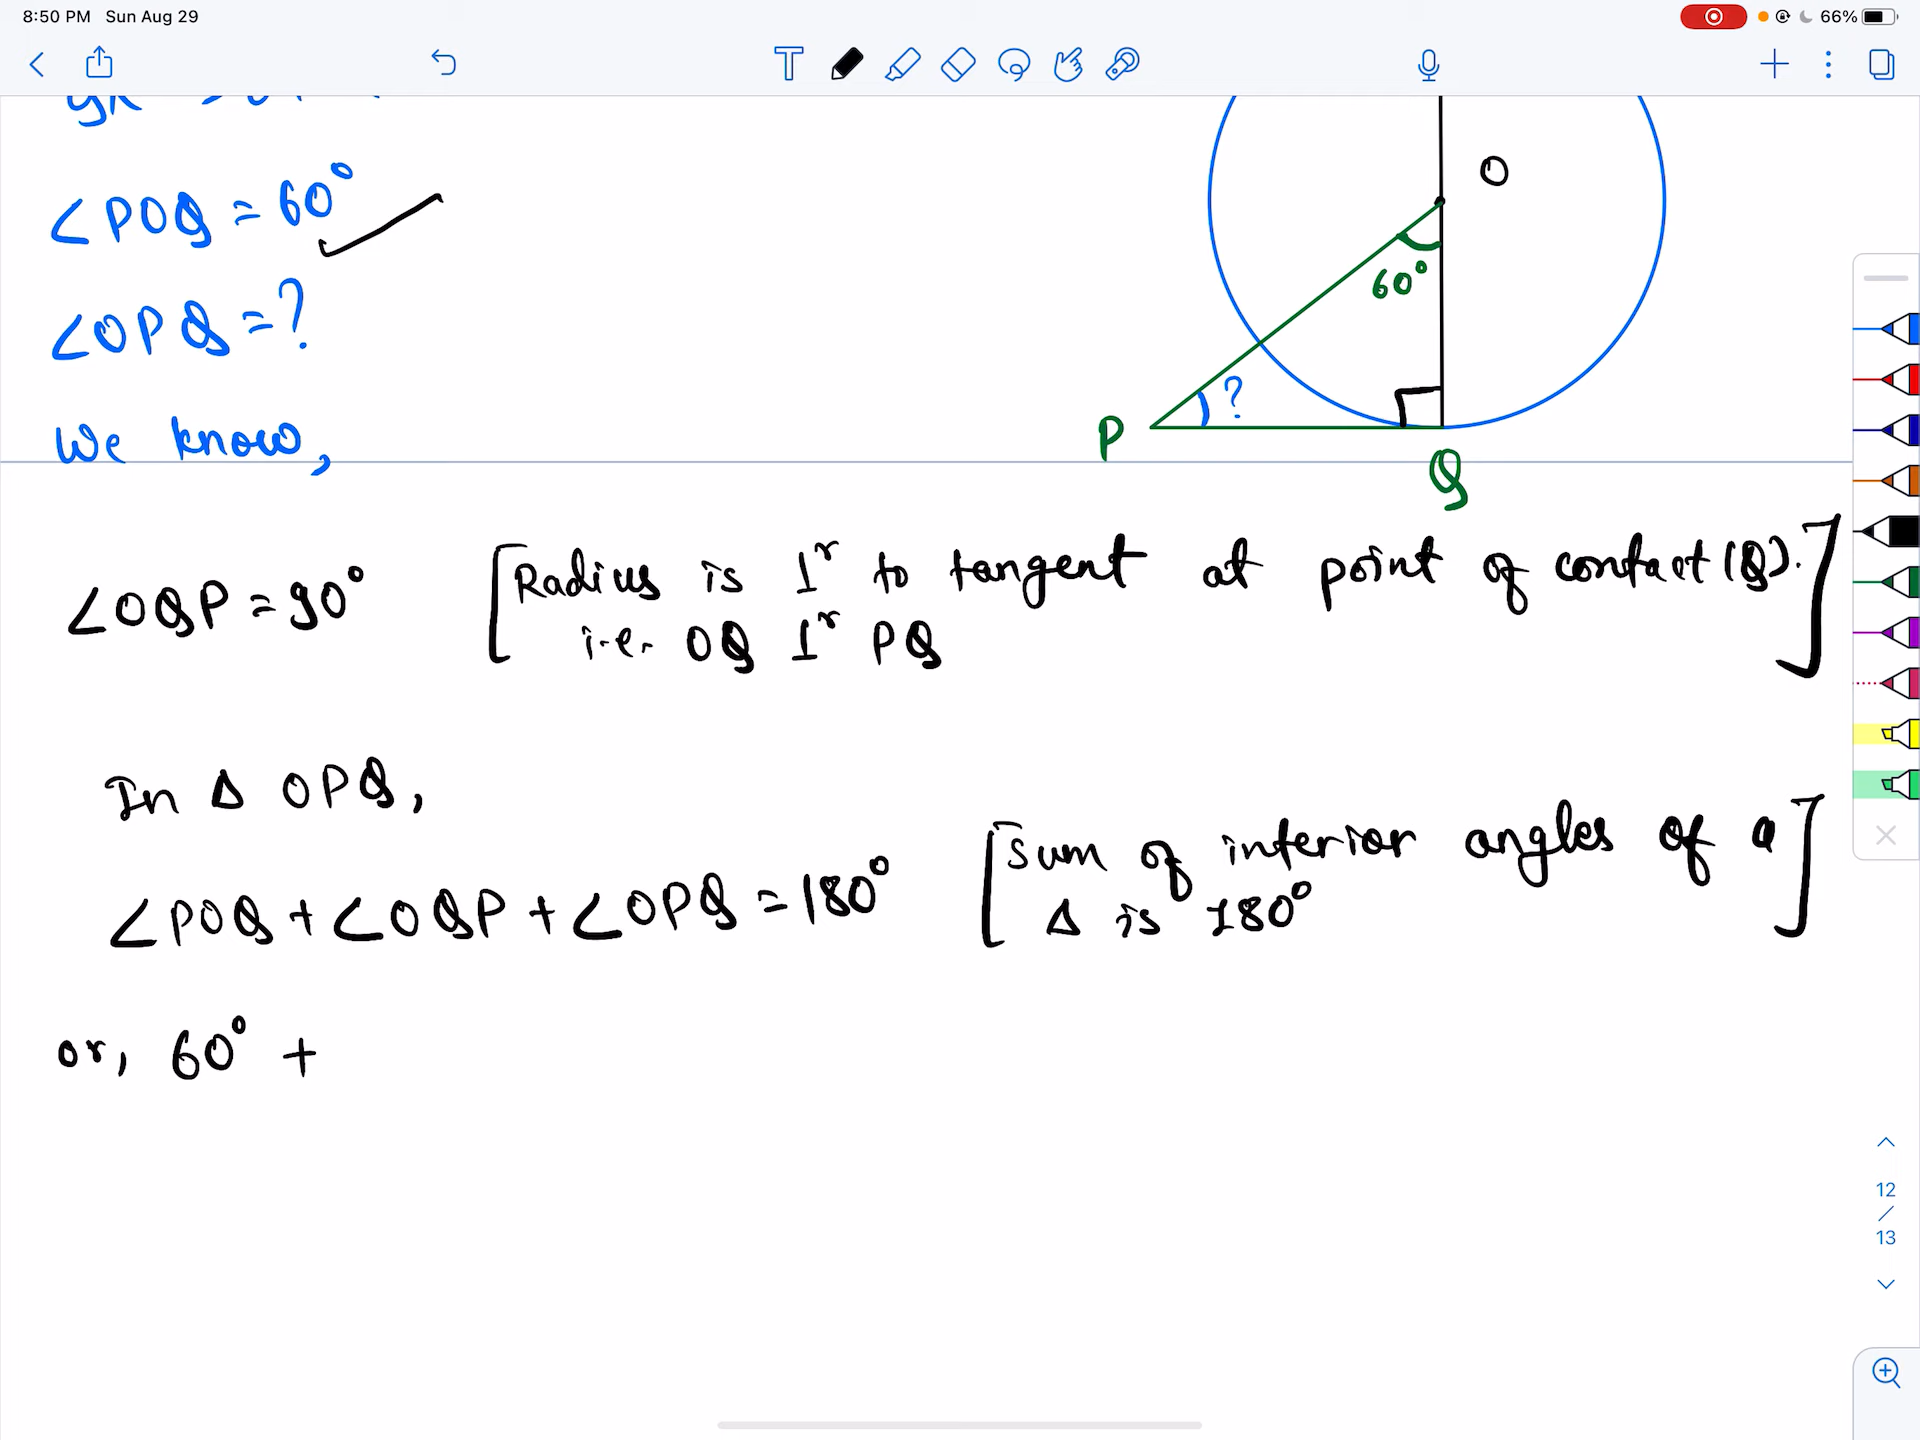 8:50 PM Sun Aug 29
66%
∠POQ = 60°
O
60°
∠OPQ = ?
?
P
We know,
Q
∠OQP = 90° [Radius is ⊥r to tangent at point of contact (Q).
i.e. OQ ⊥r PQ]
In Δ OPQ,
∠POQ + ∠OQP + ∠OPQ = 180° [Sum of interior angles of a
Δ is 180°]
or, 60° +
12
/
13